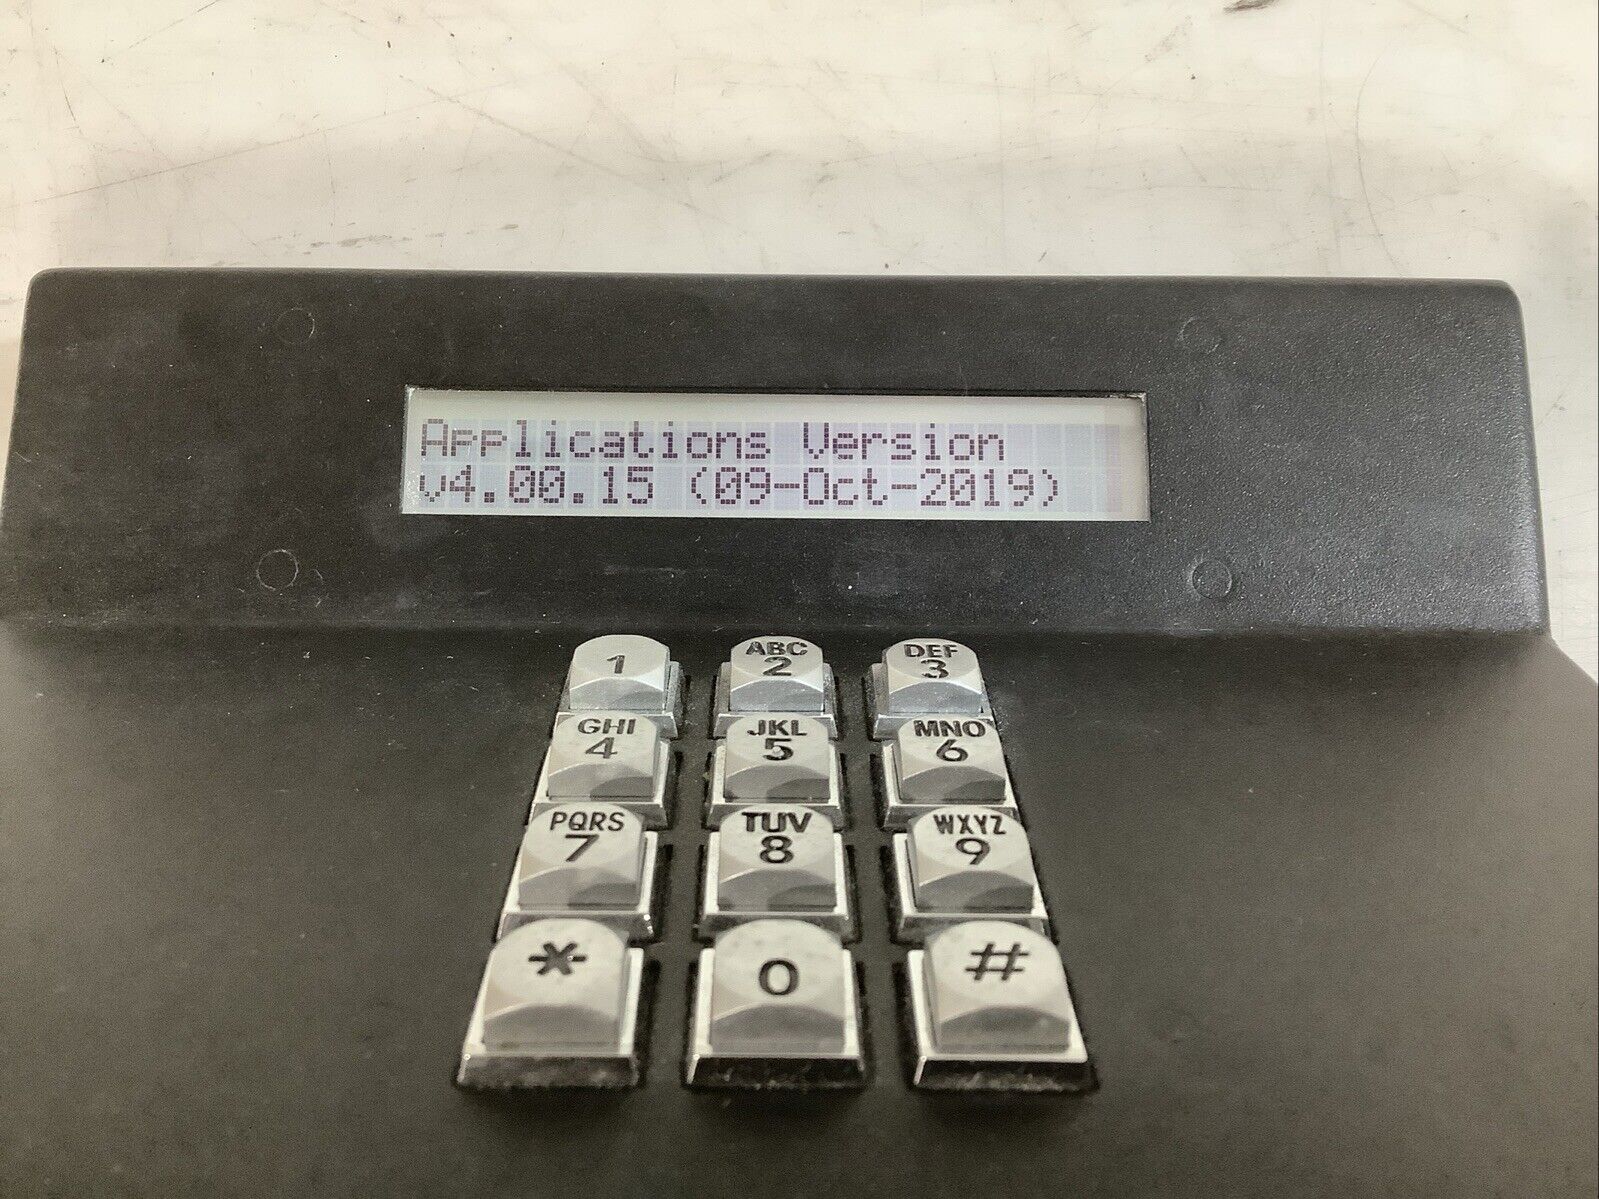 Applications Version
v4.00.15 (09-Oct-2019)
1
ABC
2
DEF
3
GHI
4
JKL
5
MNO
6
PQRS
7
TUV
8
WXYZ
9
*
0
#